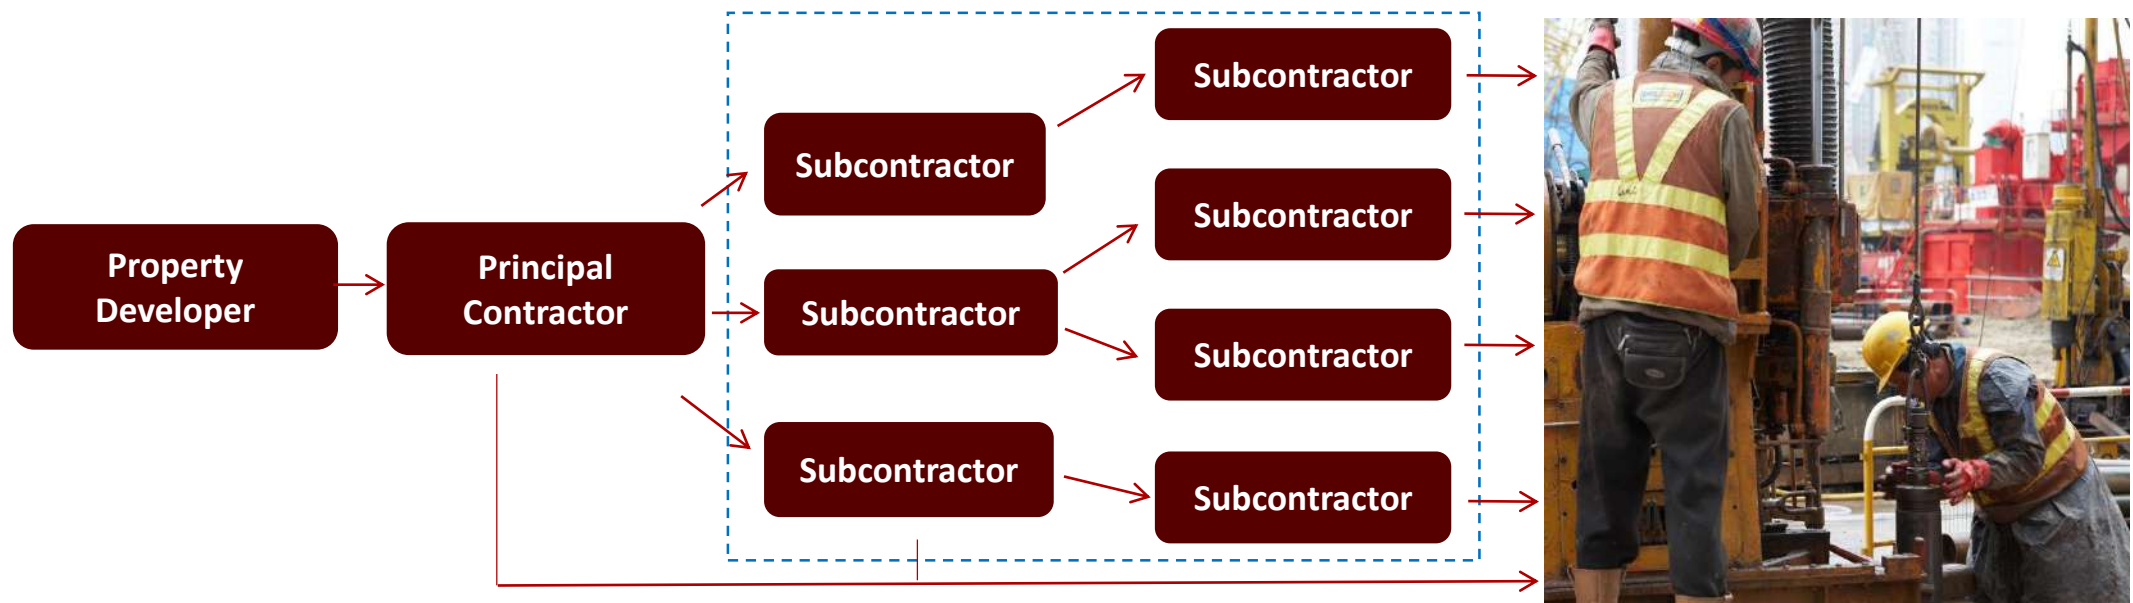 Property
Developer
Principal
Contractor
Subcontractor
Subcontractor
Subcontractor
Subcontractor
Subcontractor
Subcontractor
Subcontractor